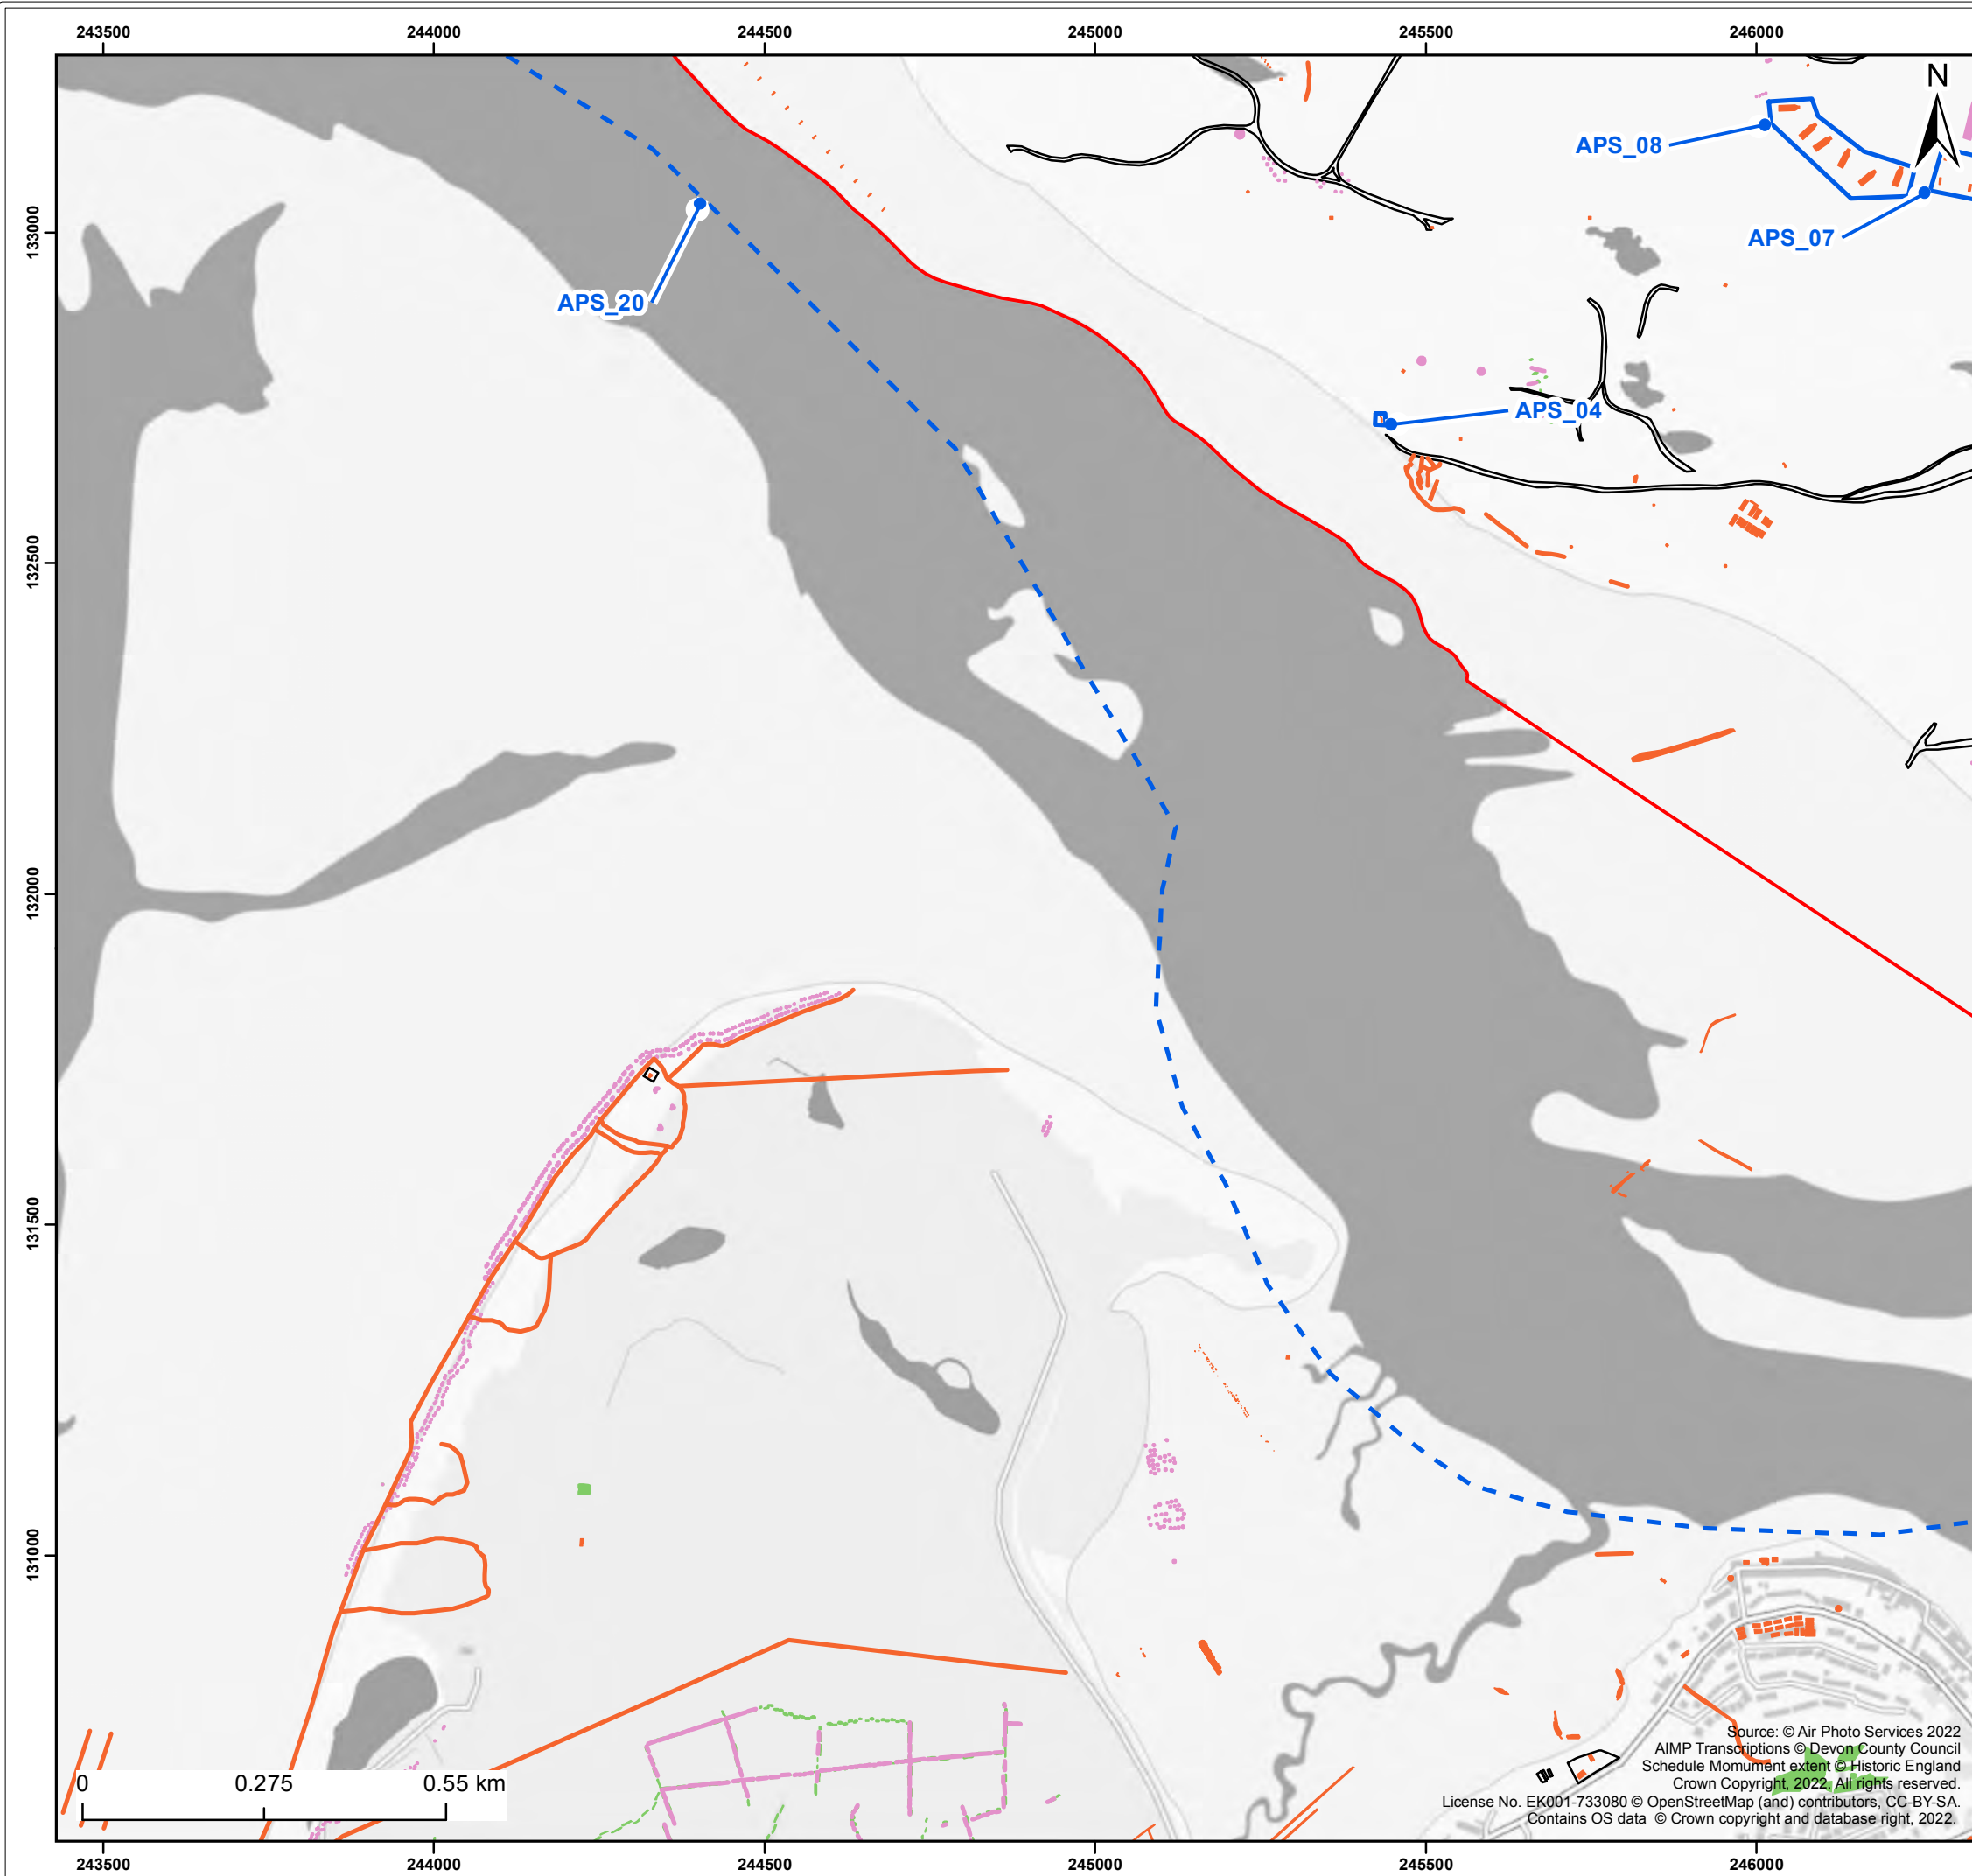 243500 244000 244500 245000 245500 246000
N
APS_08
133000
APS_07
APS_20
APS_04
132500
132000
131500
131000
0 0.275 0.55 km
Source: © Air Photo Services 2022
AIMP Transcriptions © Devon County Council
Schedule Momument extent © Historic England
Crown Copyright, 2022. All rights reserved.
License No. EK001-733080 © OpenStreetMap (and) contributors, CC-BY-SA.
Contains OS data © Crown copyright and database right, 2022.
243500 244000 244500 245000 245500 246000